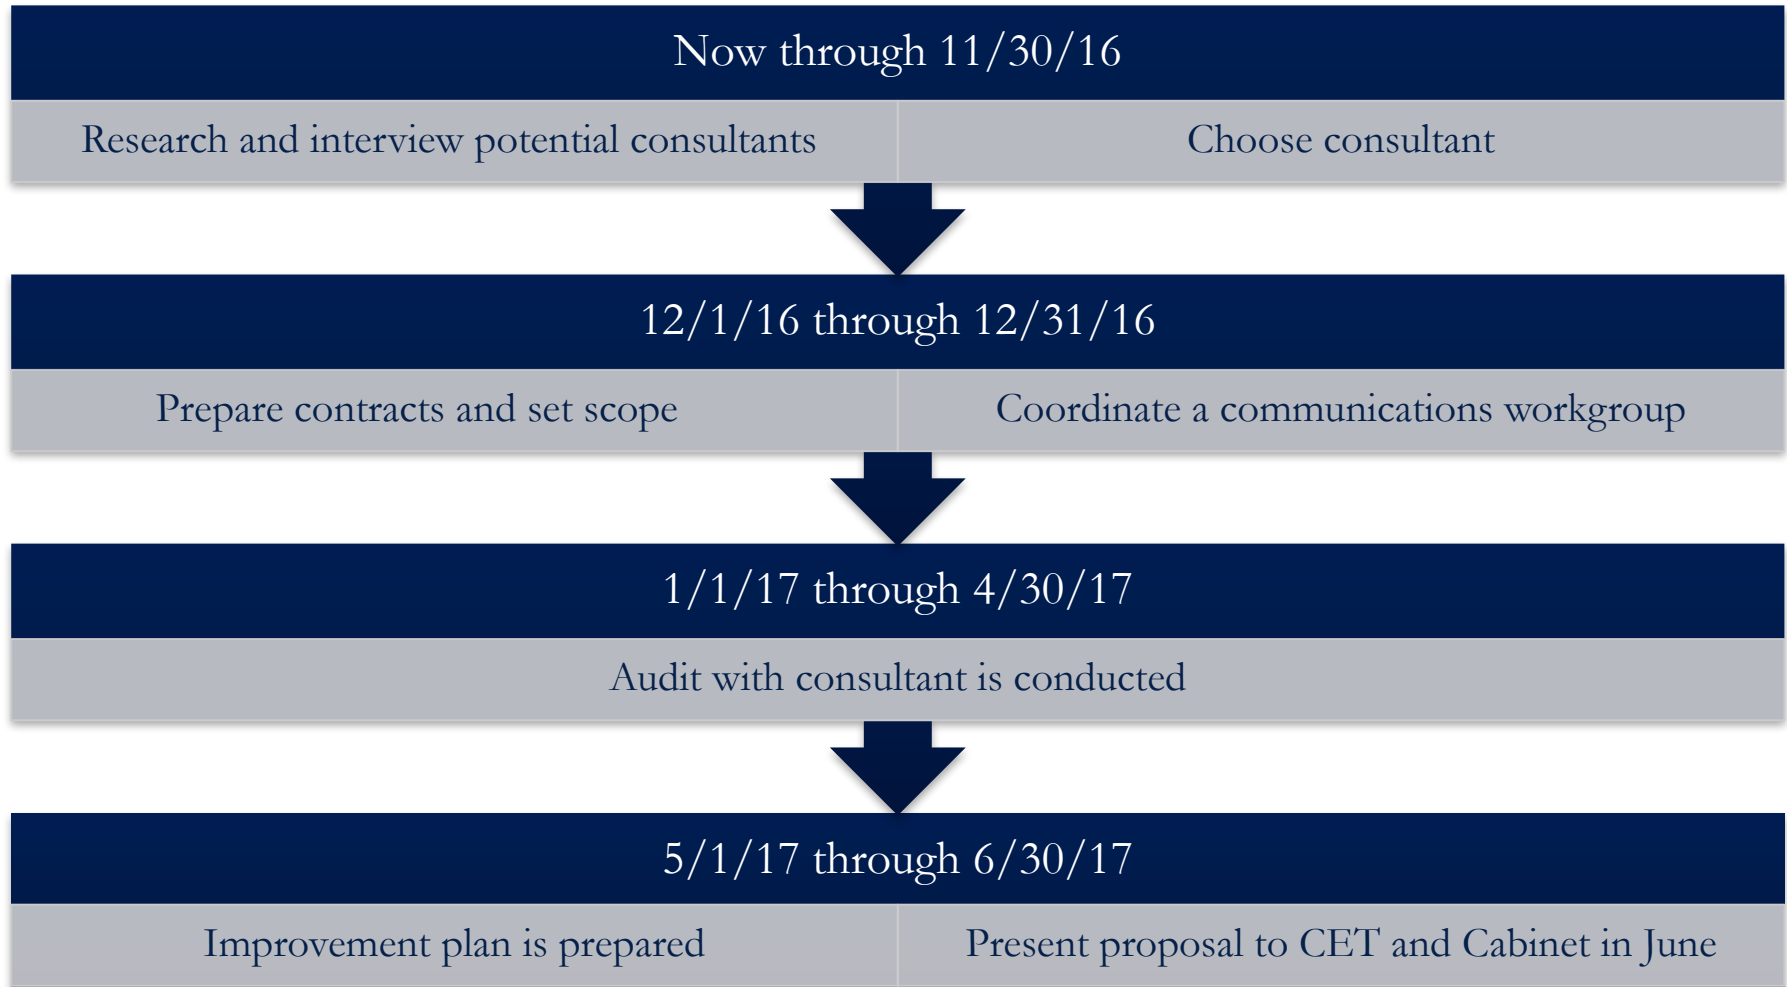 Now through 11/30/16
Research and interview potential consultants
Choose consultant
12/1/16 through 12/31/16
Prepare contracts and set scope
Coordinate a communications workgroup
1/1/17 through 4/30/17
Audit with consultant is conducted
5/1/17 through 6/30/17
Improvement plan is prepared
Present proposal to CET and Cabinet in June